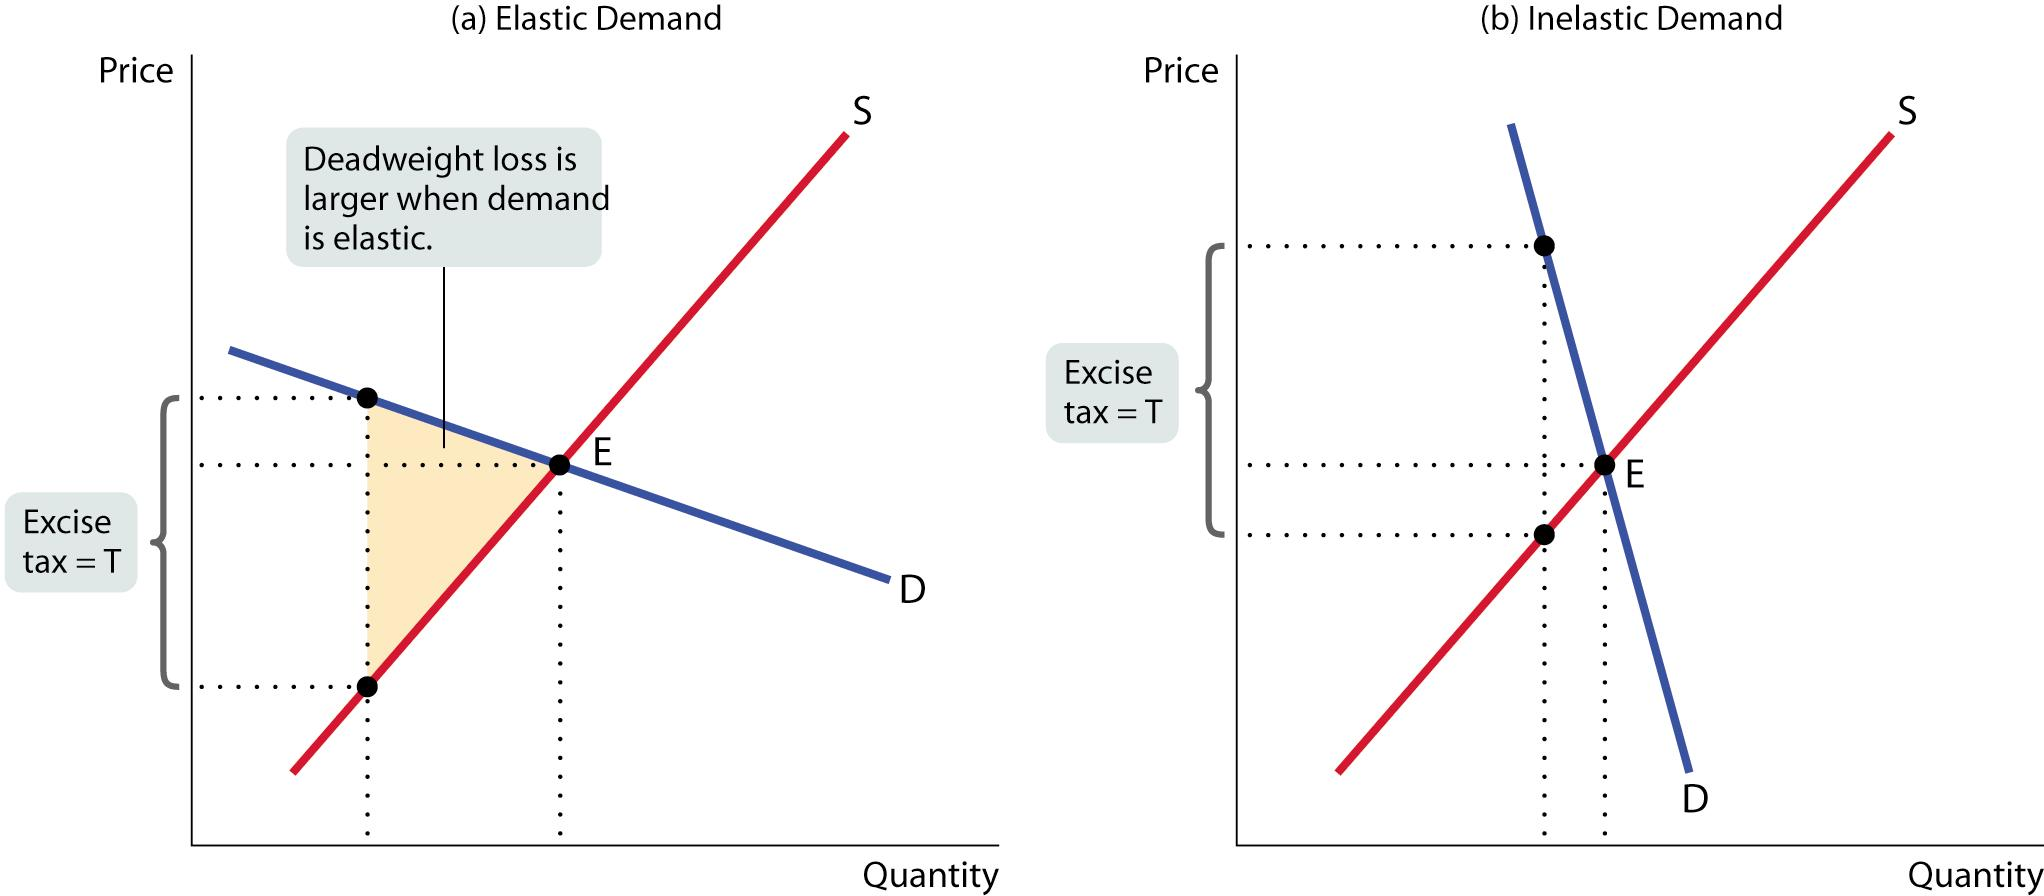 (a) Elastic Demand
Price
S
Deadweight loss is
larger when demand
is elastic.
E
Excise
tax = T
D
Quantity
(b) Inelastic Demand
Price
S
Excise
tax = T
E
D
Quantity